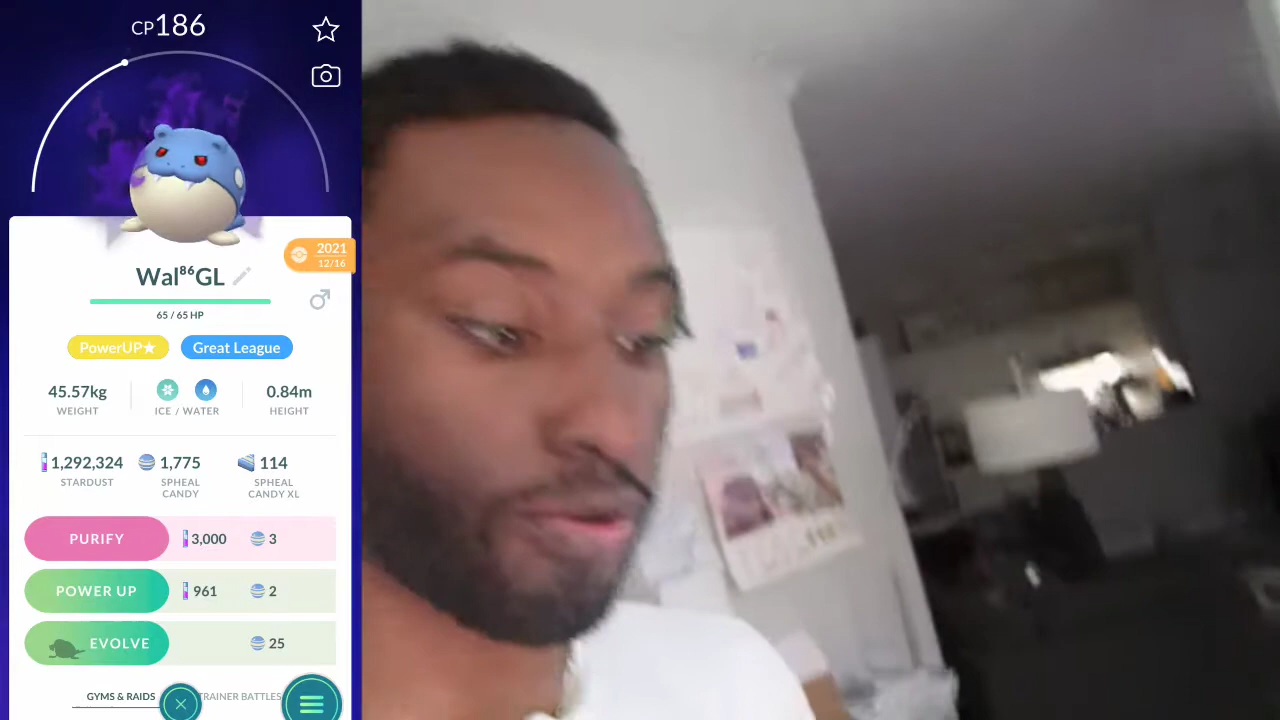 CP186
2021
12/16
Wal⁸⁶GL
65 / 65 HP
PowerUP★
Great League
45.57kg
WEIGHT
ICE / WATER
0.84m
HEIGHT
1,292,324
STARDUST
1,775
SPHEAL
CANDY
114
SPHEAL
CANDY XL
PURIFY
3,000
3
POWER UP
961
2
EVOLVE
25
GYMS & RAIDS
TRAINER BATTLES